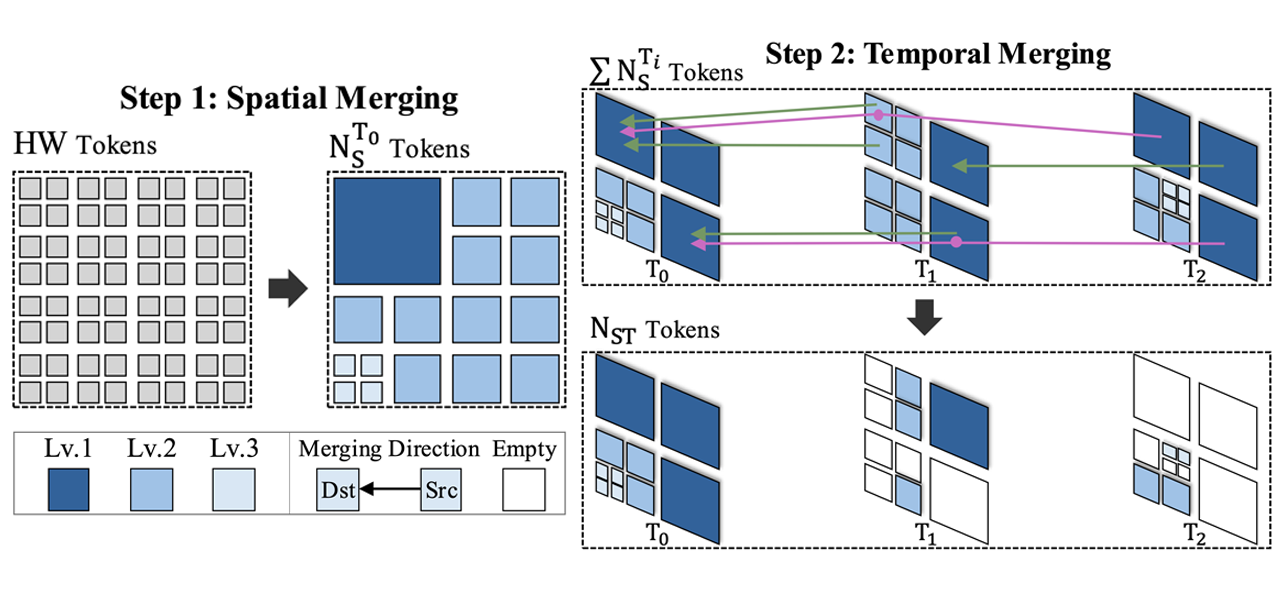 Step 1: Spatial Merging
HW Tokens
N_S^{T_0} Tokens
Lv.1 Lv.2 Lv.3
Merging Direction Empty
Dst Src
Step 2: Temporal Merging
∑ N_S^{T_i} Tokens
T_0 T_1 T_2
N_{ST} Tokens
T_0 T_1 T_2